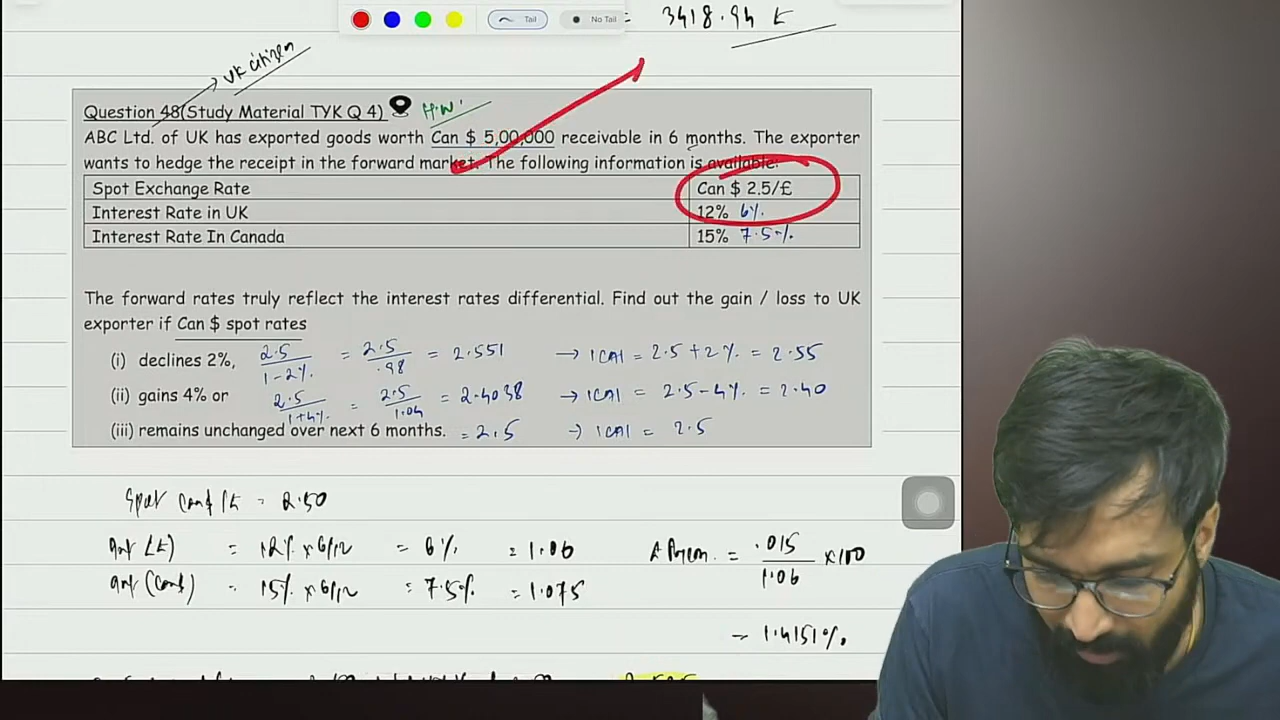 Tail
No Tail
= 3418.94 £
UK citizen
Question 48(Study Material TYK Q 4) H.W.
ABC Ltd. of UK has exported goods worth Can $ 5,00,000 receivable in 6 months. The exporter
wants to hedge the receipt in the forward market. The following information is available:
Spot Exchange Rate Can $ 2.5/£
Interest Rate in UK 12% 6%
Interest Rate In Canada 15% 7.5%
The forward rates truly reflect the interest rates differential. Find out the gain / loss to UK
exporter if Can $ spot rates
(i) declines 2%, 2.5/1-2% = 2.5/.98 = 2.551 → ICAI = 2.5+2% = 2.55
(ii) gains 4% or 2.5/1+4% = 2.5/1.04 = 2.4038 → ICAI = 2.5-4% = 2.40
(iii) remains unchanged over next 6 months. = 2.5 → ICAI = 2.5
Spot Can$/£ = 2.50
Int (£) = 12% x 6/12 = 6% = 1.06
Int (Can$) = 15% x 6/12 = 7.5% = 1.075
£ Prem. = .015/1.06 x100
= 1.4151%